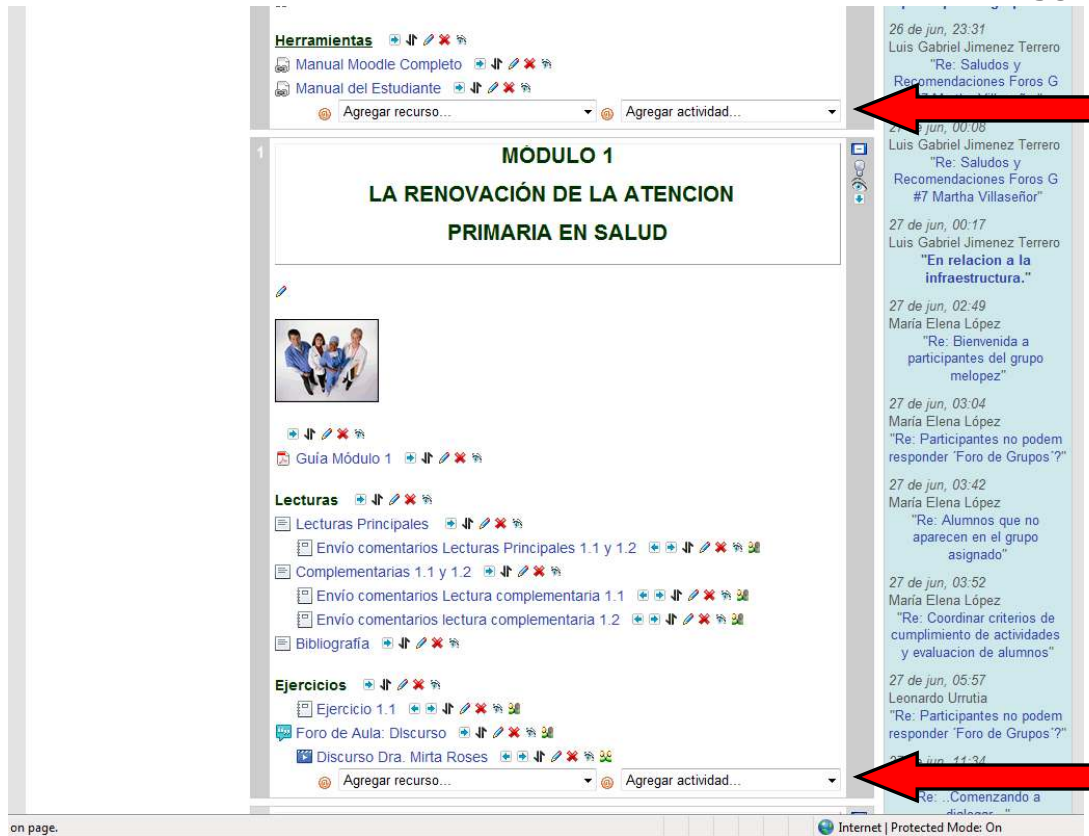 Herramientas
Manual Moodle Completo
Manual del Estudiante
Agregar recurso... Agregar actividad...
1
MÓDULO 1
LA RENOVACIÓN DE LA ATENCION
PRIMARIA EN SALUD
Guía Módulo 1
Lecturas
Lecturas Principales
Envío comentarios Lecturas Principales 1.1 y 1.2
Complementarias 1.1 y 1.2
Envío comentarios Lectura complementaria 1.1
Envío comentarios lectura complementaria 1.2
Bibliografía
Ejercicios
Ejercicio 1.1
Foro de Aula: DIscurso
Discurso Dra. Mirta Roses
Agregar recurso... Agregar actividad...
26 de jun, 23:31
Luis Gabriel Jimenez Terrero
"Re: Saludos y
Recomendaciones Foros G
27 de jun, 00:08
Luis Gabriel Jimenez Terrero
"Re: Saludos y
Recomendaciones Foros G
#7 Martha Villaseñor"
27 de jun, 00:17
Luis Gabriel Jimenez Terrero
"En relacion a la
infraestructura."
27 de jun, 02:49
María Elena López
"Re: Bienvenida a
participantes del grupo
melopez"
27 de jun, 03:04
María Elena López
"Re: Participantes no podem
responder ´Foro de Grupos´?"
27 de jun, 03:42
María Elena López
"Re: Alumnos que no
aparecen en el grupo
asignado"
27 de jun, 03:52
María Elena López
"Re: Coordinar criterios de
cumplimiento de actividades
y evaluacion de alumnos"
27 de jun, 05:57
Leonardo Urrutia
"Re: Participantes no podem
responder ´Foro de Grupos´?"
27 de jun, 11:34
Re: ..Comenzando a
on page.
Internet | Protected Mode: On